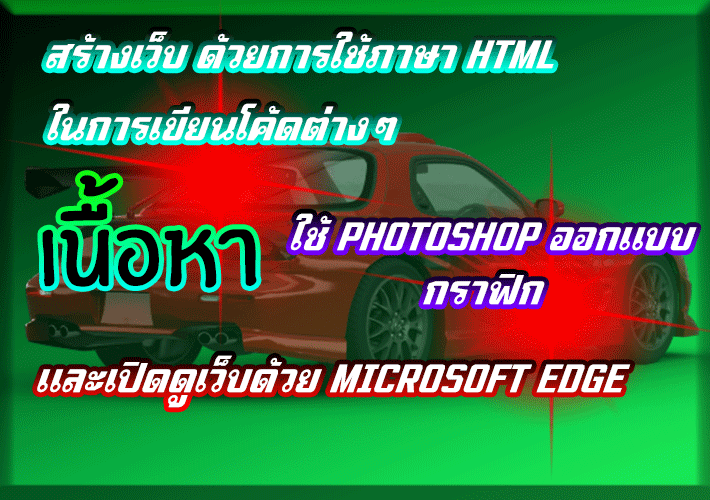 สร้างเว็บ ด้วยการใช้ภาษา HTML
ในการเขียนโค้ดต่างๆ
เนื้อหา
ใช้ PHOTOSHOP ออกแบบ
กราฟิก
และเปิดดูเว็บด้วย MICROSOFT EDGE